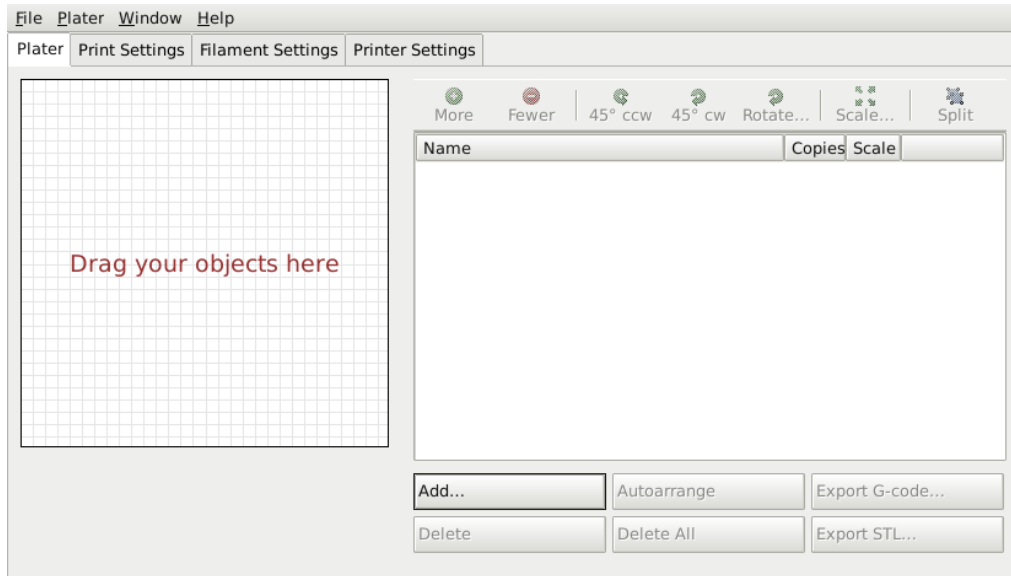 File Plater Window Help
Plater Print Settings Filament Settings Printer Settings
More Fewer 45° ccw 45° cw Rotate... Scale... Split
Name Copies Scale
Drag your objects here
Add... Autoarrange Export G-code...
Delete Delete All Export STL...